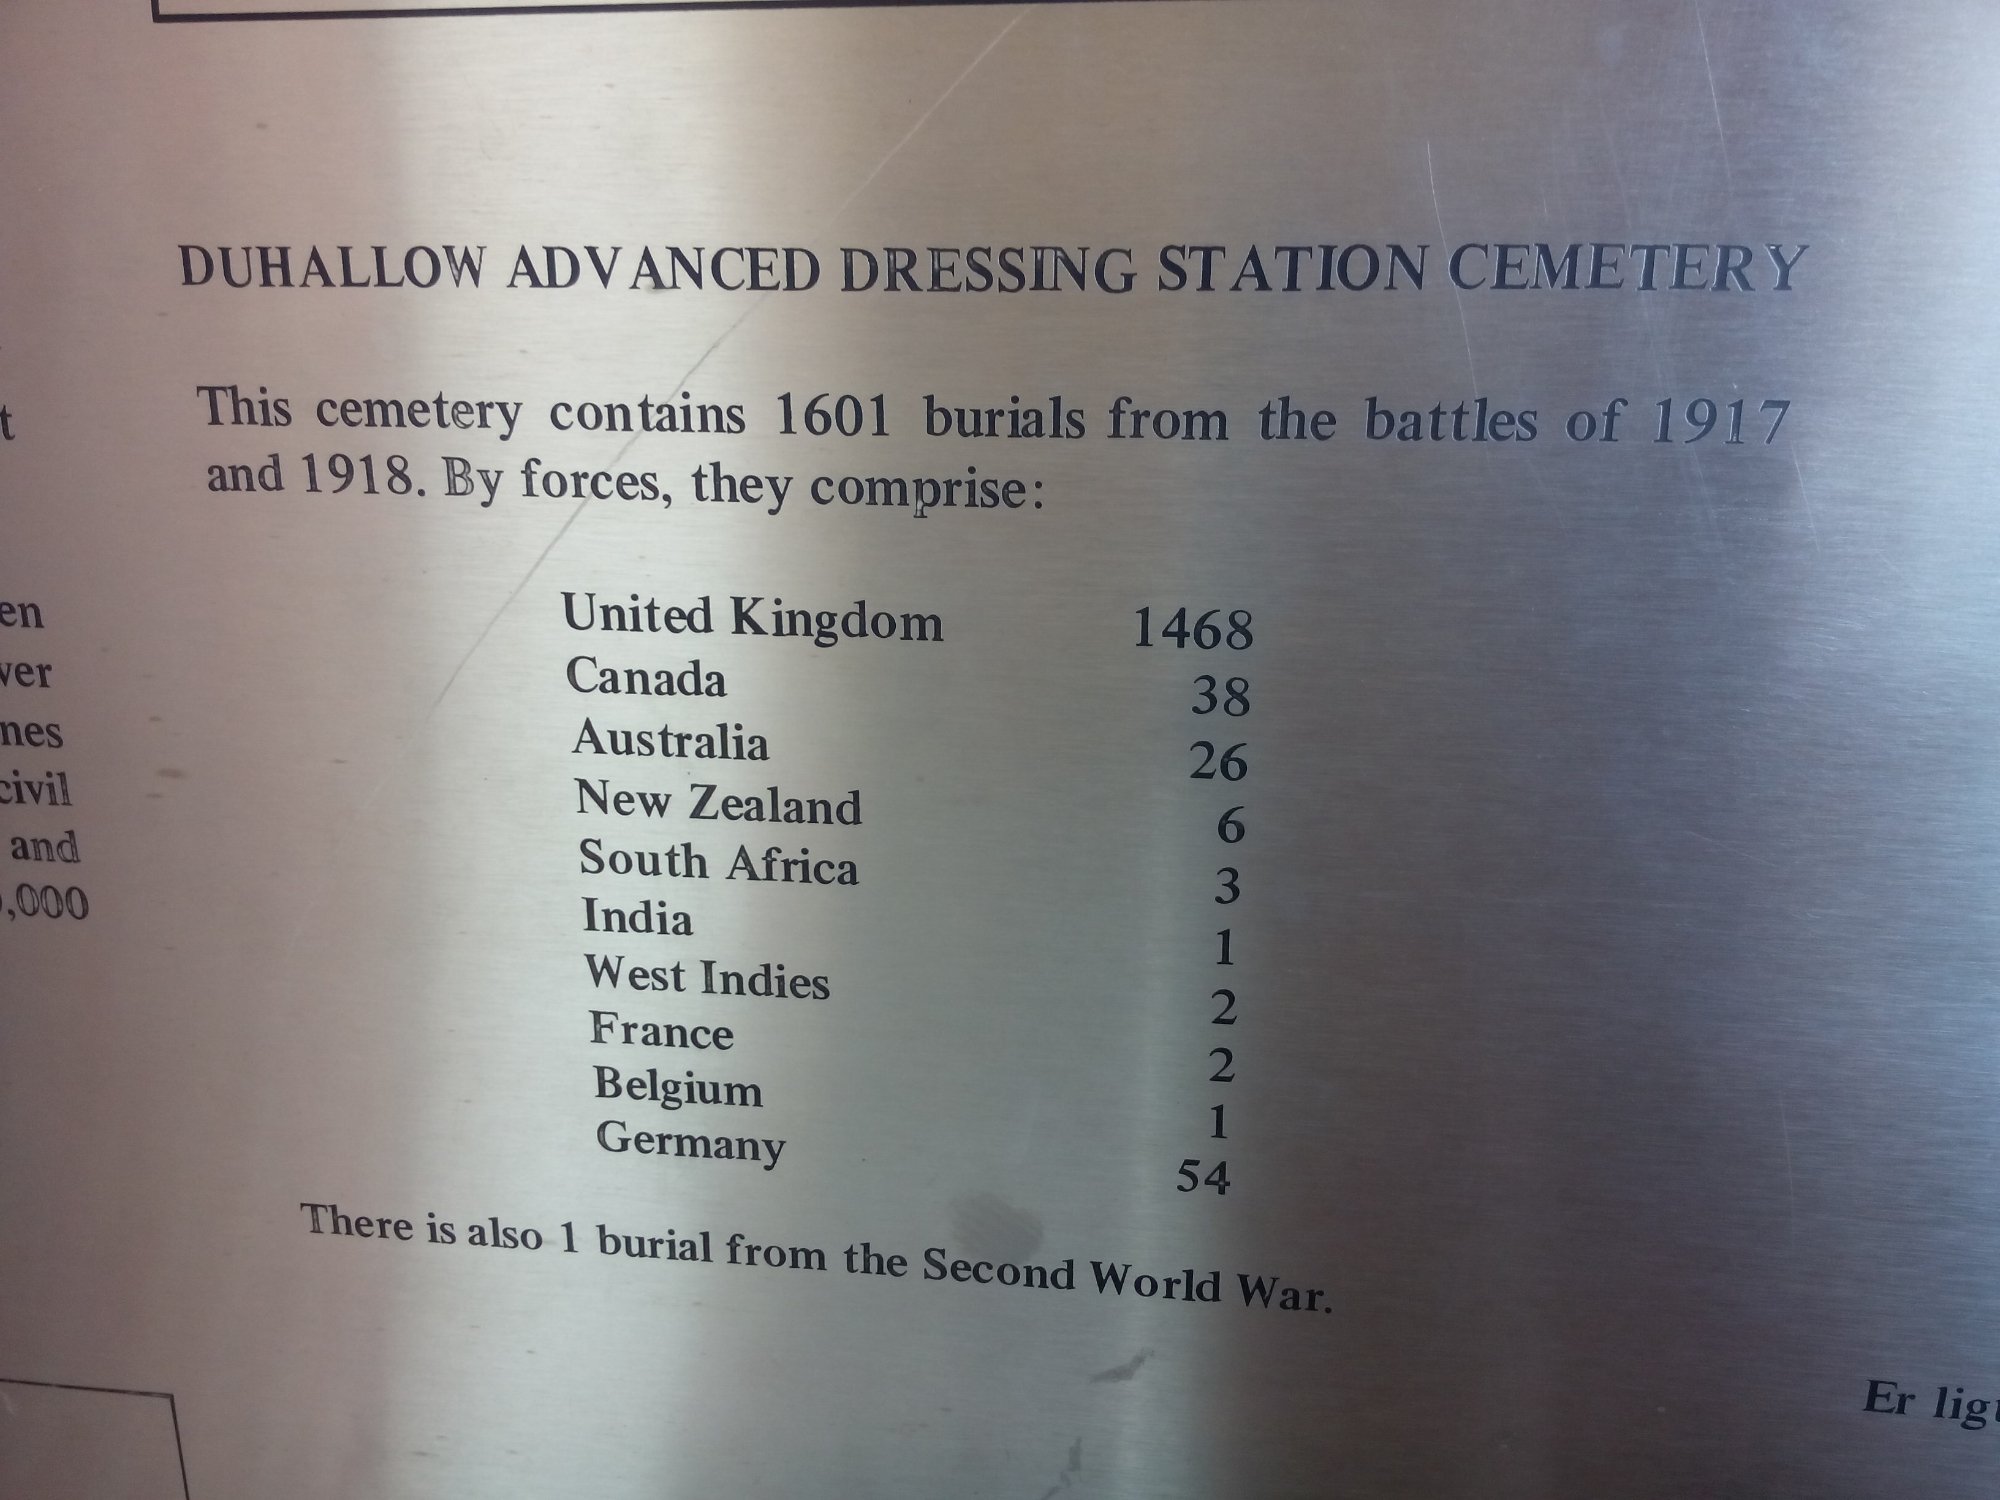 DUHALLOW ADVANCED DRESSING STATION CEMETERY
This cemetery contains 1601 burials from the battles of 1917
and 1918. By forces, they comprise:
United Kingdom 1468
Canada 38
Australia 26
New Zealand 6
South Africa 3
India 1
West Indies 2
France 2
Belgium 1
Germany 54
There is also 1 burial from the Second World War.
t
en
ver
nes
civil
and
,000
Er lig